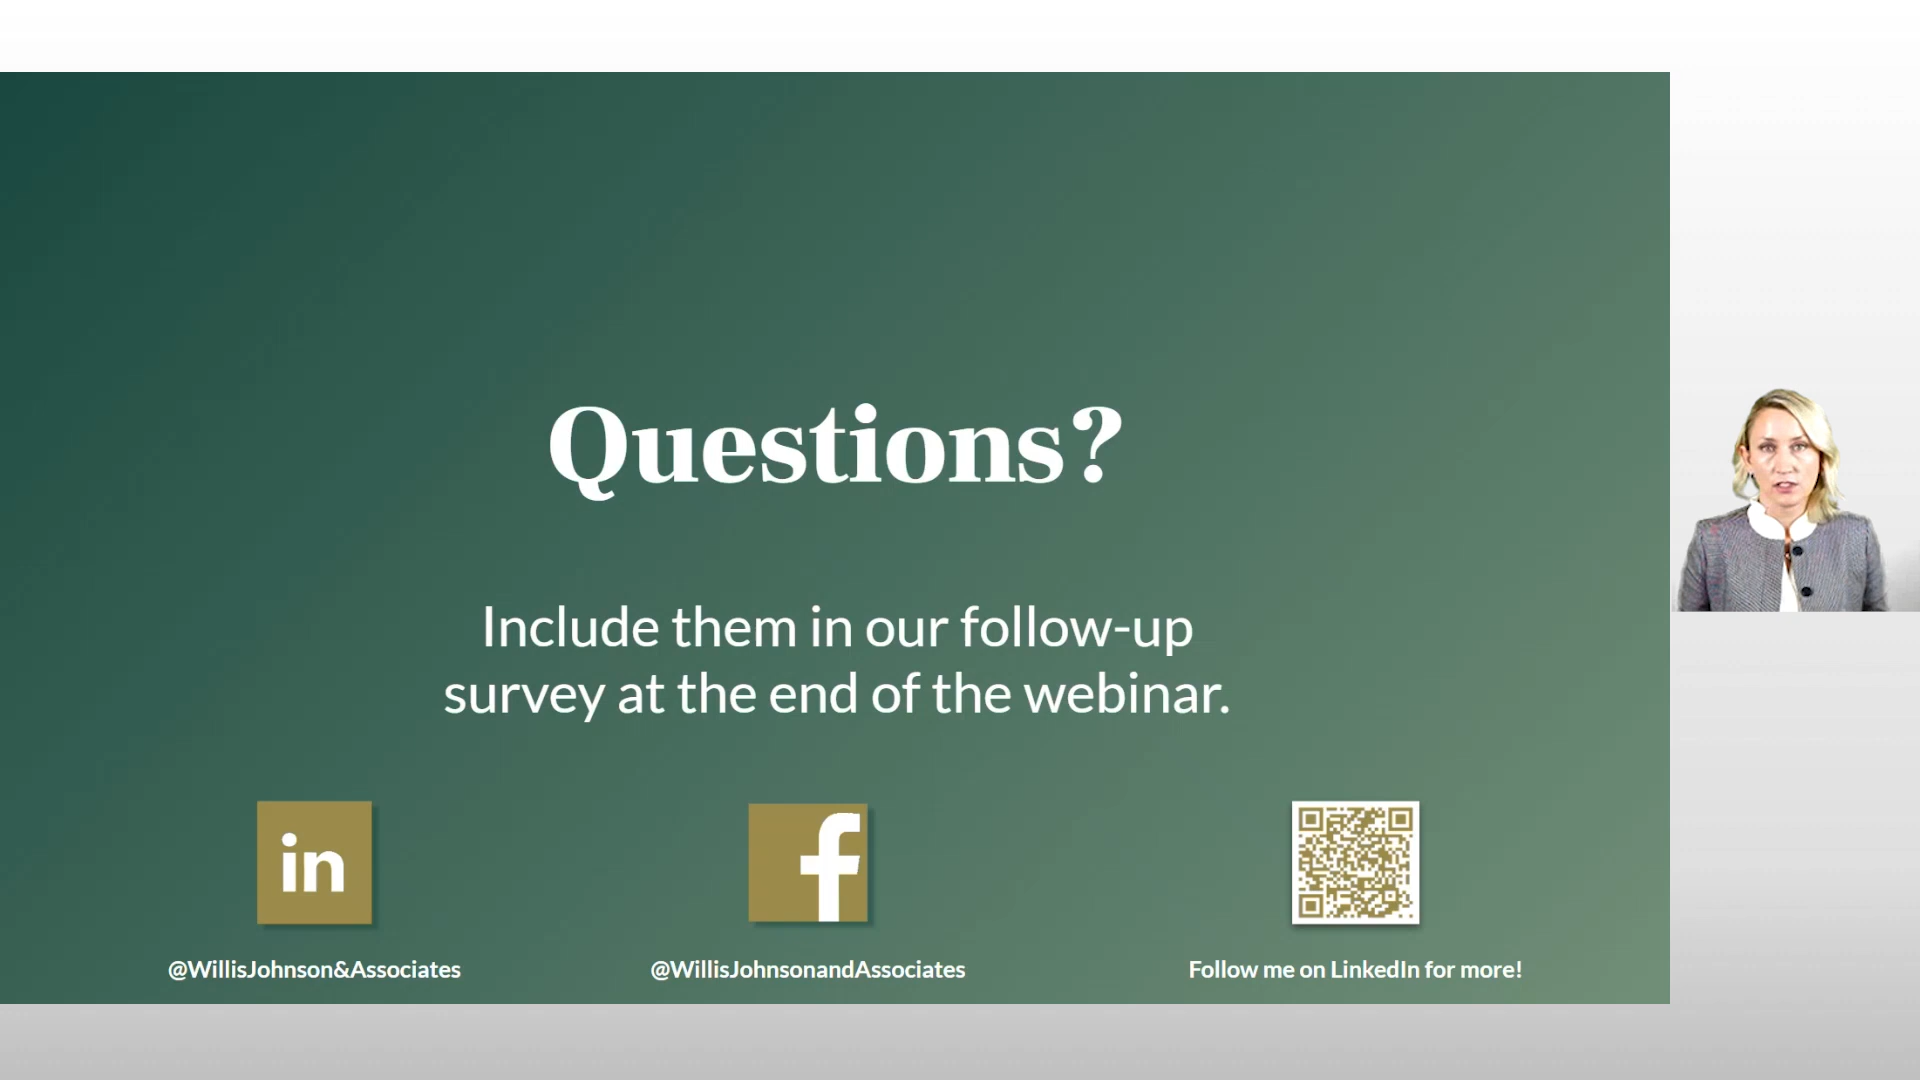 Questions?
Include them in our follow-up
survey at the end of the webinar.
in
f
@WillisJohnson&Associates
@WillisJohnsonandAssociates
Follow me on LinkedIn for more!